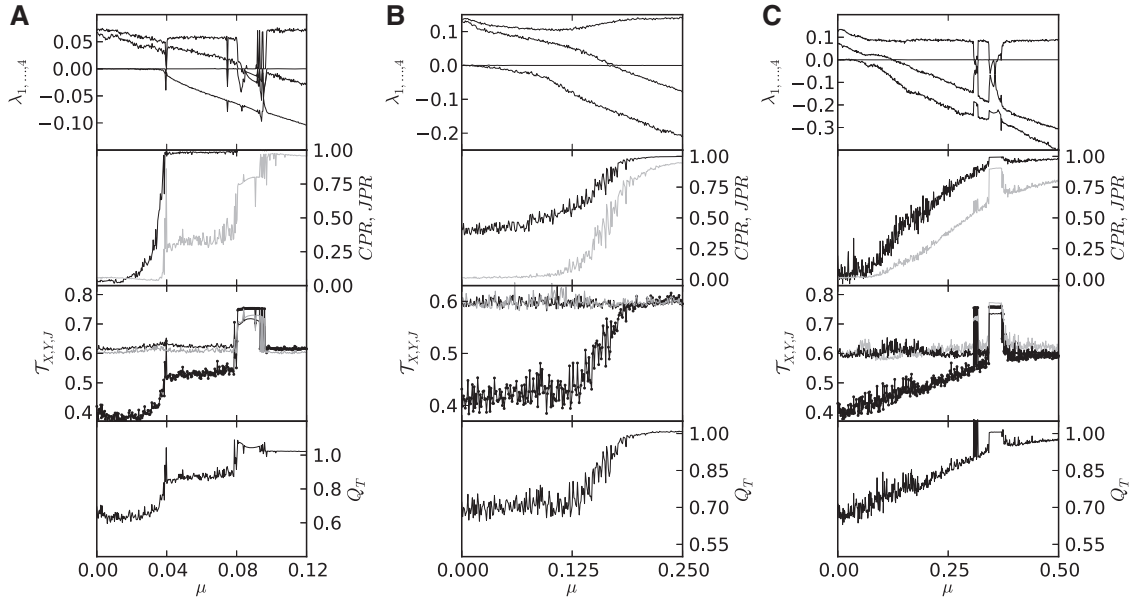 A
B
C
λ1,...,4
0.05
0.00
−0.05
−0.10
λ1,...,4
0.1
0.0
−0.1
−0.2
λ1,...,4
0.1
0.0
−0.1
−0.2
−0.3
1.00
0.75
0.50
0.25
0.00
CPR, JPR
1.00
0.75
0.50
0.25
0.00
CPR, JPR
1.00
0.75
0.50
0.25
0.00
CPR, JPR
𝒯X,Y,J
0.8
0.7
0.6
0.5
0.4
𝒯X,Y,J
0.6
0.5
0.4
𝒯X,Y,J
0.8
0.7
0.6
0.5
0.4
1.0
0.8
0.6
QT
1.00
0.85
0.70
0.55
QT
1.00
0.85
0.70
0.55
QT
0.00 0.04 0.08 0.12
μ
0.000 0.125 0.250
μ
0.00 0.25 0.50
μ